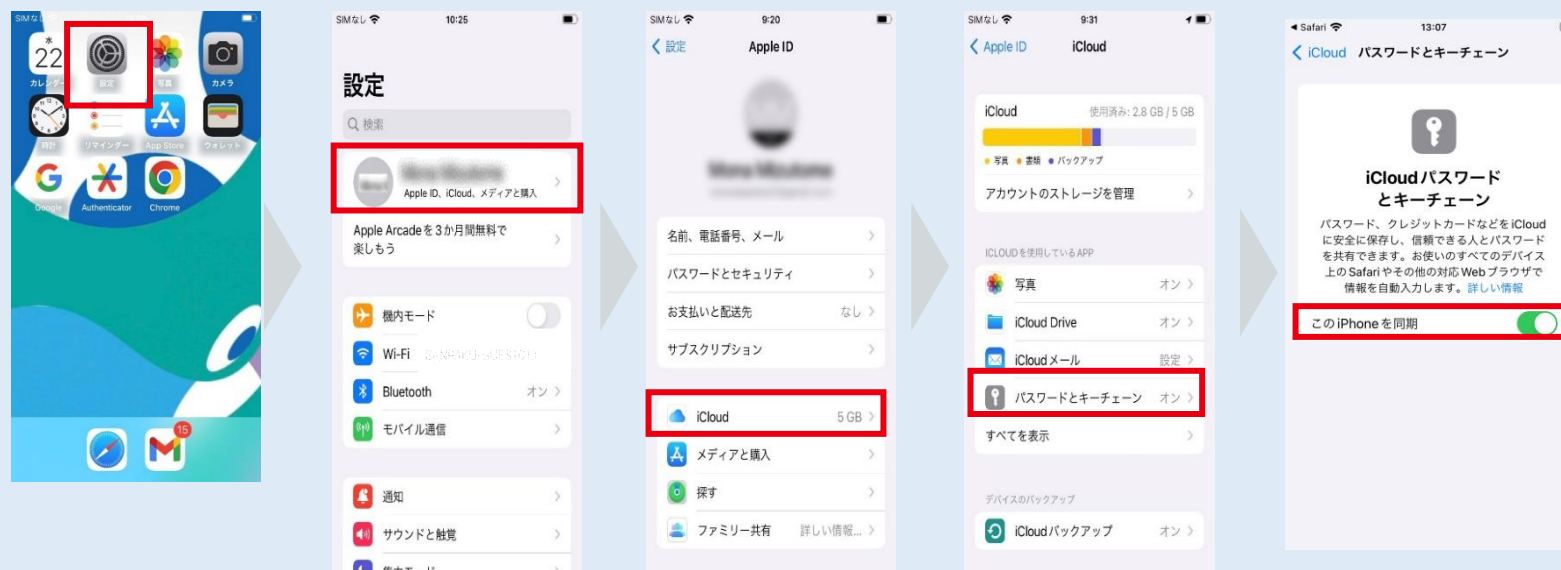 SIMなし
水
22
カレンダー
設定
写真
カメラ
時計
リマインダー
App Store
ウォレット
Google
Authenticator
Chrome
15
SIMなし
10:25
設定
検索
Apple ID、iCloud、メディアと購入
Apple Arcadeを3か月間無料で
楽しもう
機内モード
Wi-Fi
Bluetooth
オン
モバイル通信
通知
サウンドと触覚
集中モード
SIMなし
9:20
設定
Apple ID
名前、電話番号、メール
パスワードとセキュリティ
お支払いと配送先
なし
サブスクリプション
iCloud
5 GB
メディアと購入
探す
ファミリー共有
詳しい情報...
SIMなし
9:31
Apple ID
iCloud
iCloud
使用済み: 2.8 GB / 5 GB
写真
書類
バックアップ
アカウントのストレージを管理
ICLOUDを使用しているAPP
写真
オン
iCloud Drive
オン
iCloudメール
設定
パスワードとキーチェーン
オン
すべてを表示
デバイスのバックアップ
iCloudバックアップ
オン
Safari
13:07
iCloud
パスワードとキーチェーン
iCloudパスワード
とキーチェーン
パスワード、クレジットカードなどをiCloud
に安全に保存し、信頼できる人とパスワード
を共有できます。お使いのすべてのデバイス
上のSafariやその他の対応Webブラウザで
情報を自動入力します。詳しい情報
このiPhoneを同期